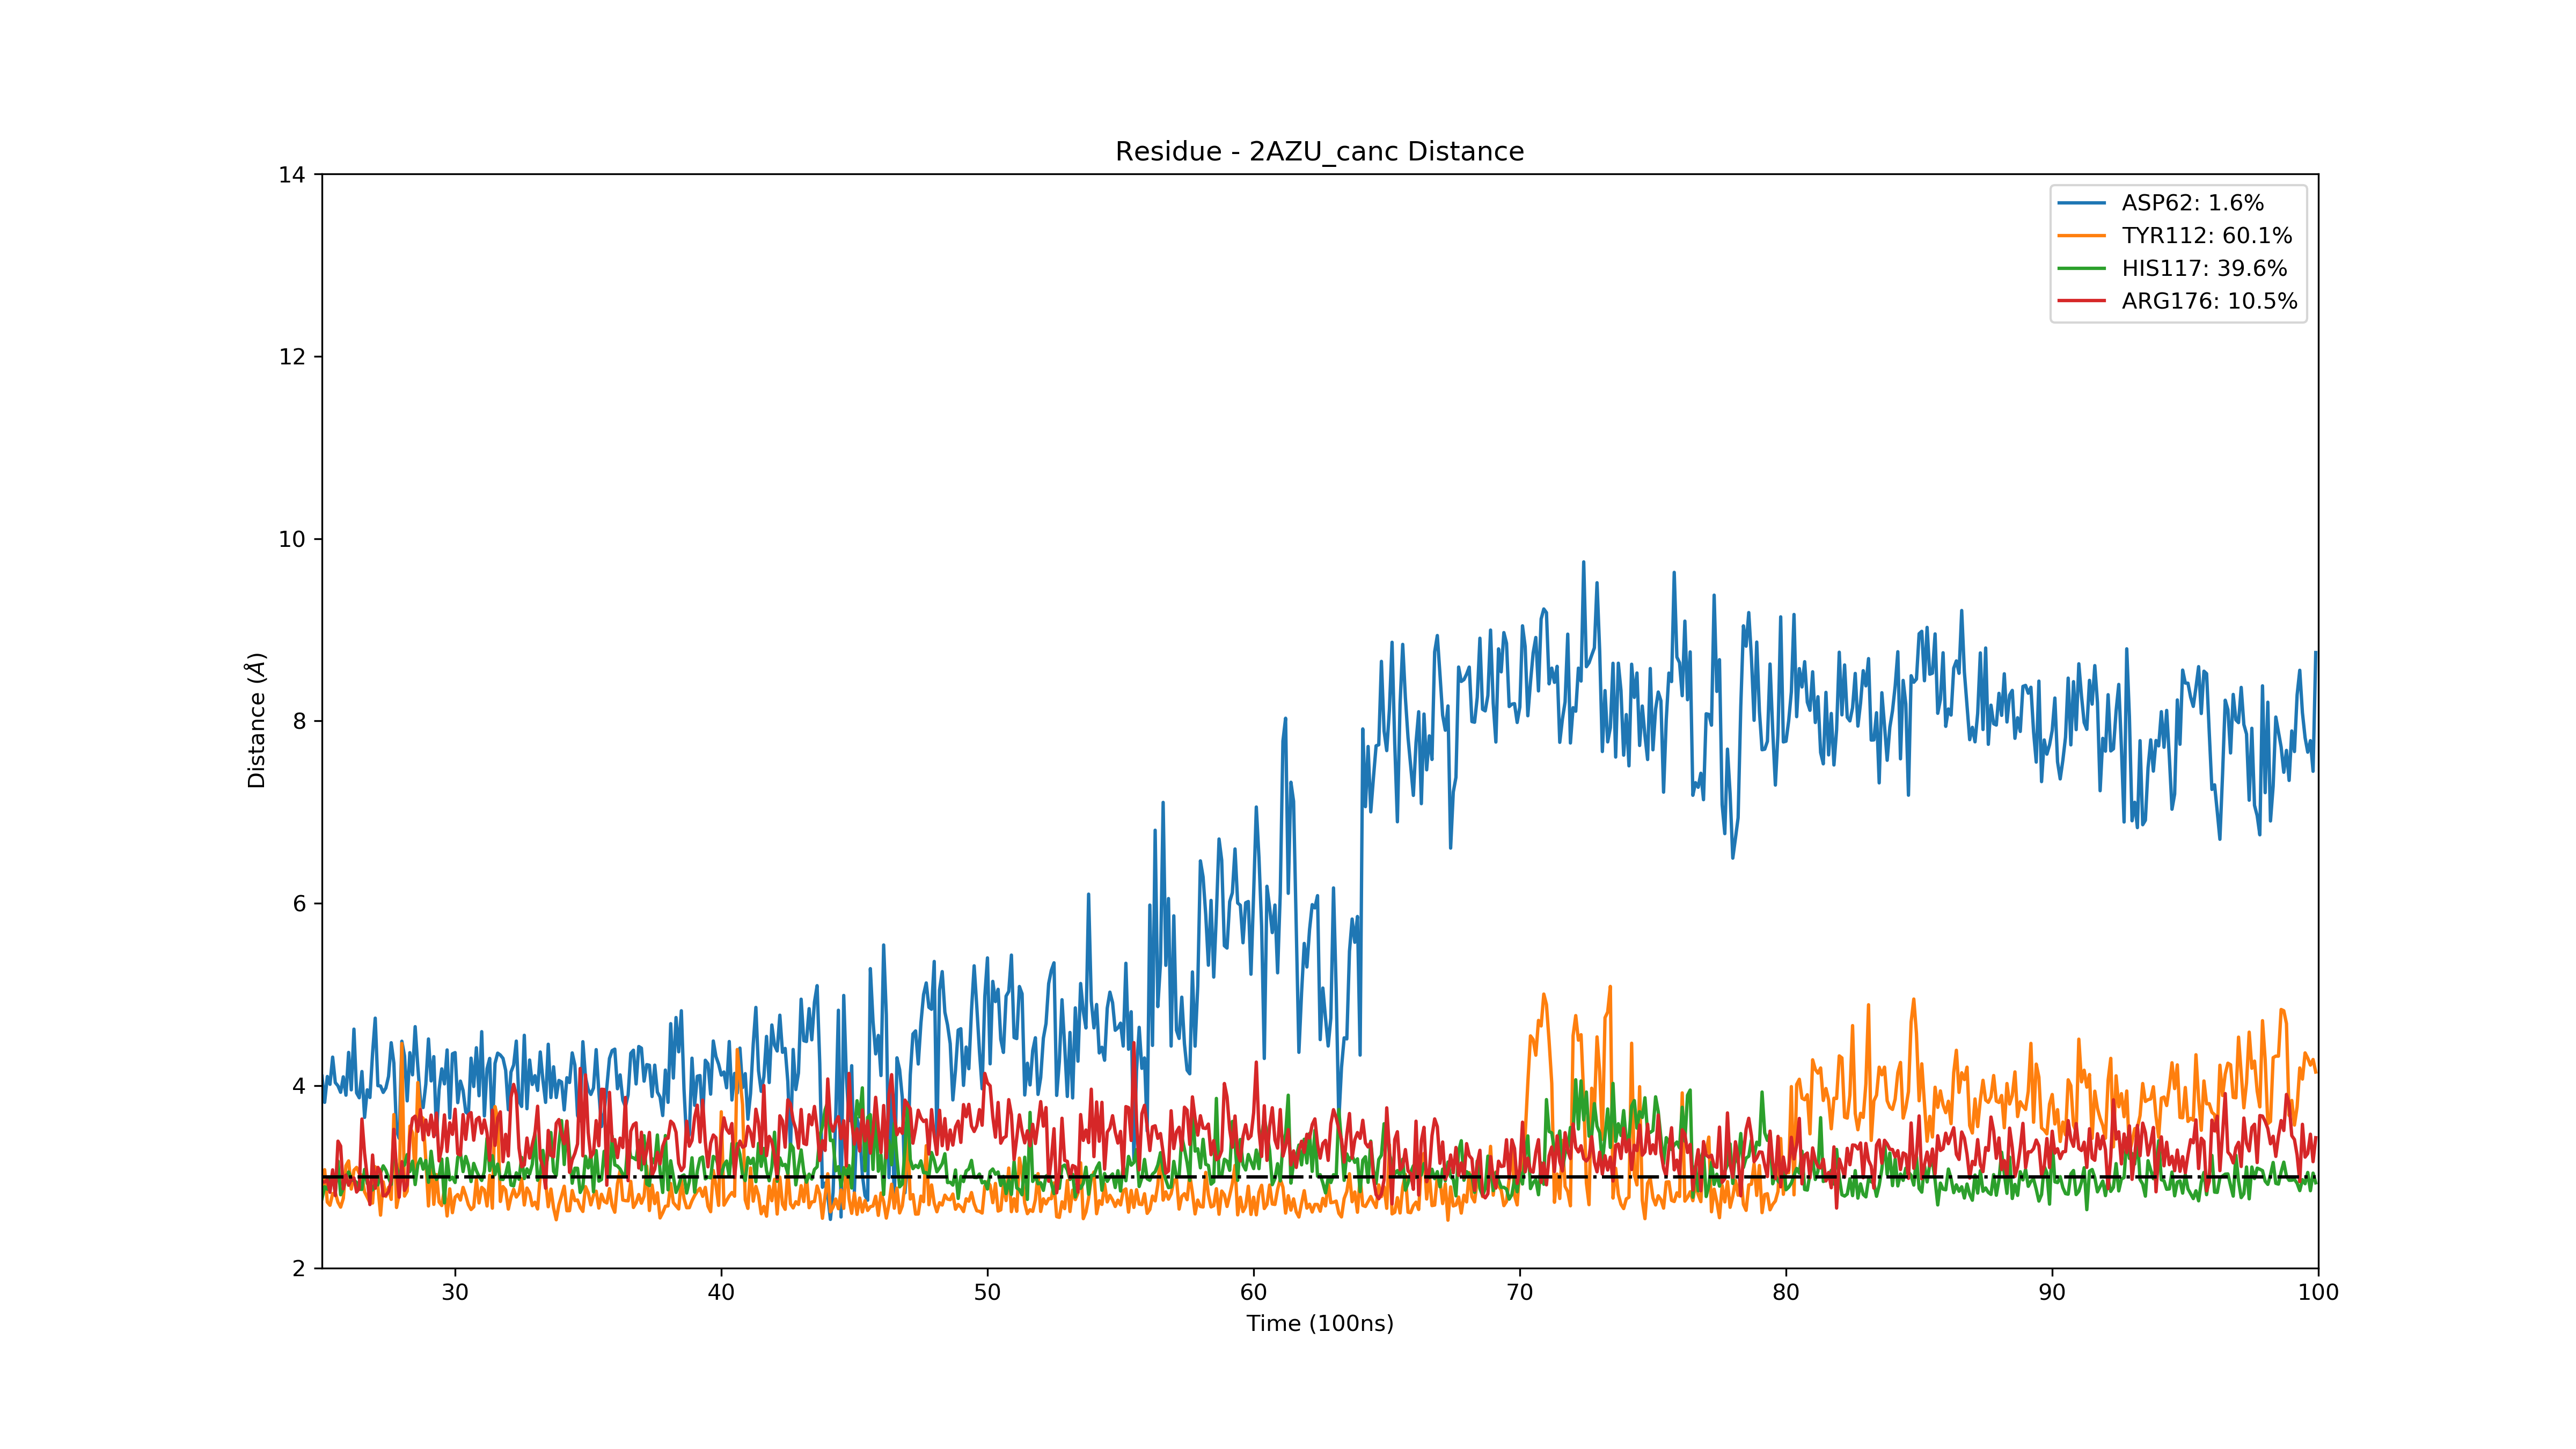 Residue - 2AZU_canc Distance
14
12
10
8
6
4
2
Distance (Å)
30 40 50 60 70 80 90 100
Time (100ns)
ASP62: 1.6%
TYR112: 60.1%
HIS117: 39.6%
ARG176: 10.5%